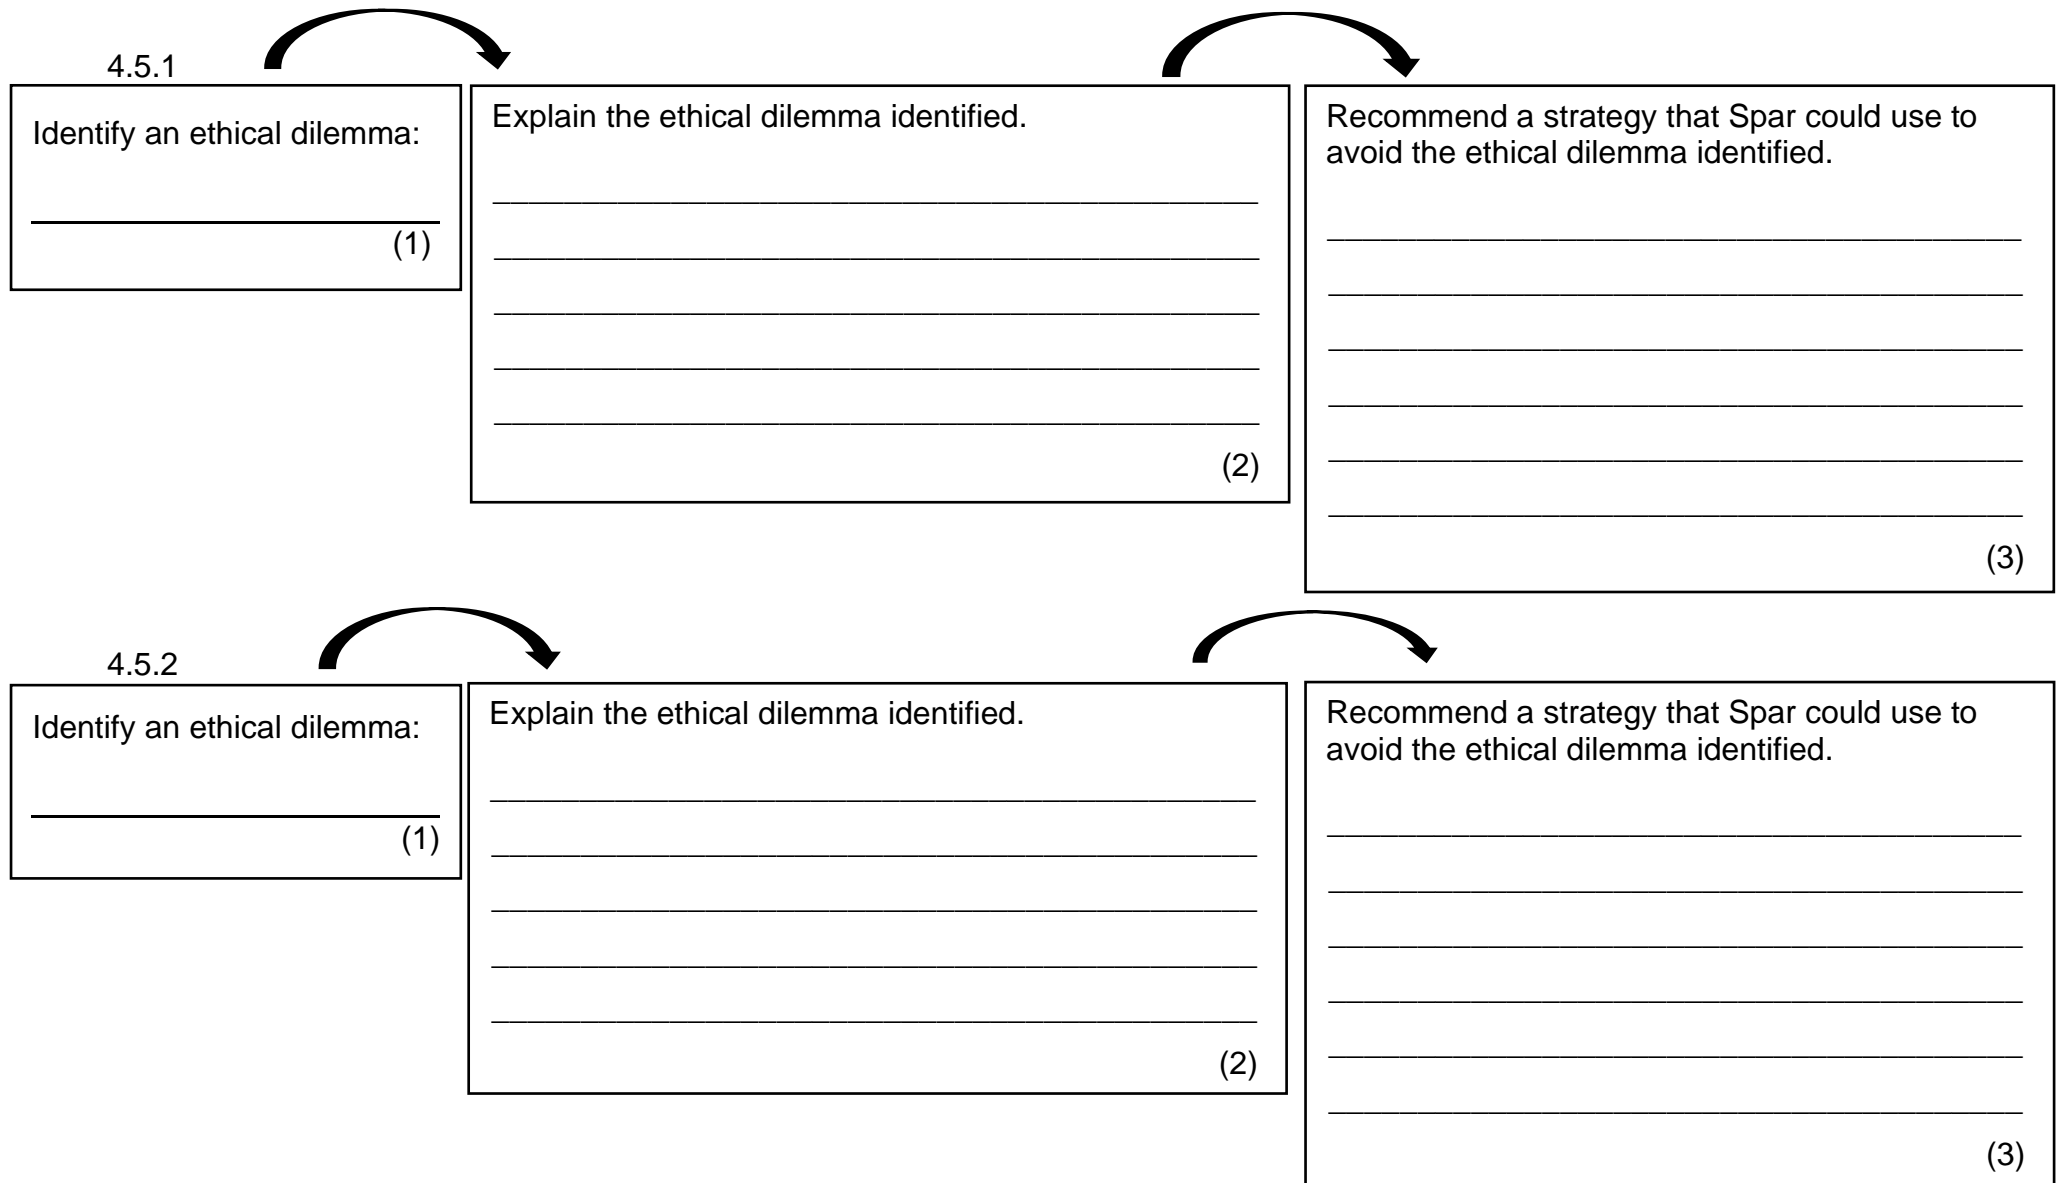 4.5.1
Identify an ethical dilemma:
(1)
Explain the ethical dilemma identified.
(2)
Recommend a strategy that Spar could use to
avoid the ethical dilemma identified.
(3)
4.5.2
Identify an ethical dilemma:
(1)
Explain the ethical dilemma identified.
(2)
Recommend a strategy that Spar could use to
avoid the ethical dilemma identified.
(3)